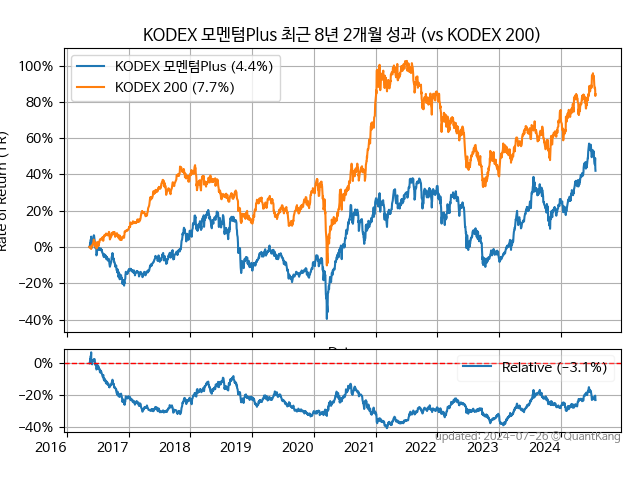 KODEX 모멘텀Plus 최근 8년 2개월 성과 (vs KODEX 200)
KODEX 모멘텀Plus (4.4%)
KODEX 200 (7.7%)
100%
80%
60%
40%
20%
0%
−20%
−40%
Rate of Return (TR)
Relative (−3.1%)
0%
−20%
−40%
2016 2017 2018 2019 2020 2021 2022 2023 2024
updated: 2024-07-26 © QuantKang